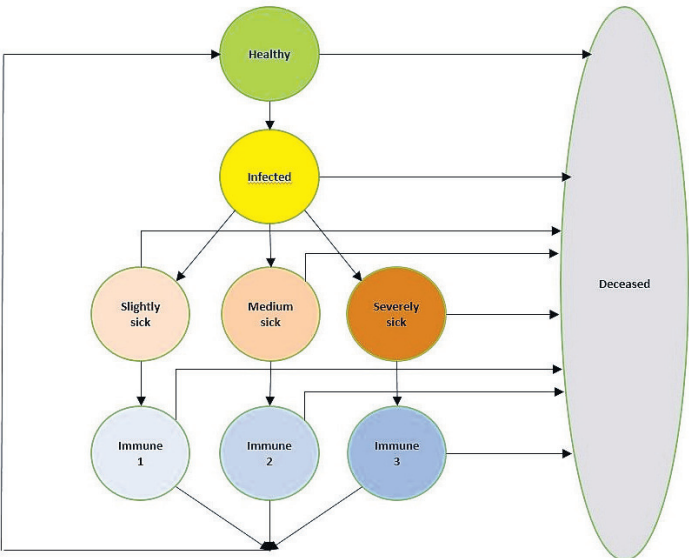 Healthy
Infected
Slightly
sick
Medium
sick
Severely
sick
Deceased
Immune
1
Immune
2
Immune
3